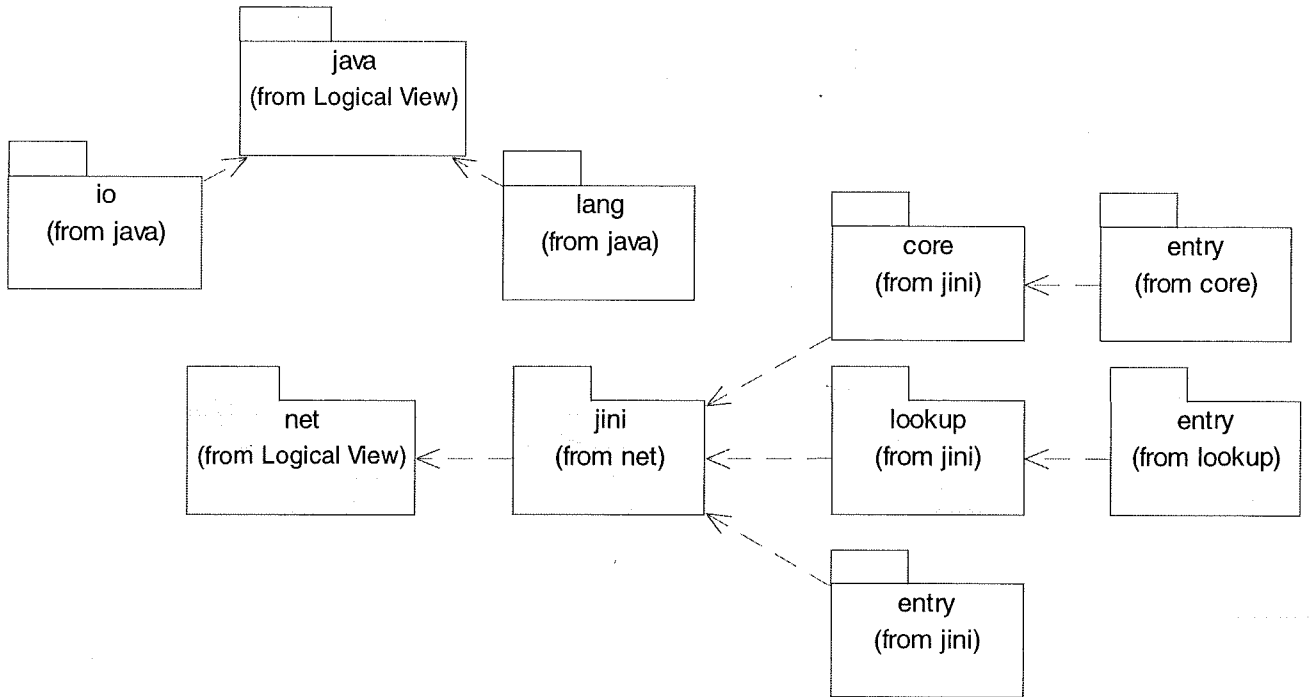 java
(from Logical View)
io
(from java)
lang
(from java)
core
(from jini)
entry
(from core)
net
(from Logical View)
jini
(from net)
lookup
(from jini)
entry
(from lookup)
entry
(from jini)